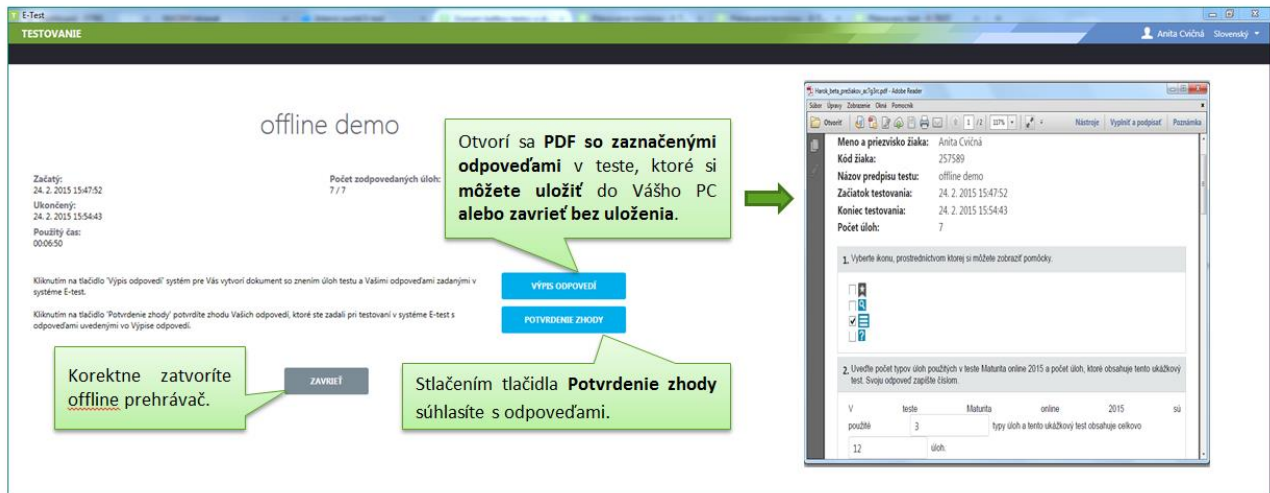 E-Test
TESTOVANIE
Anita Cvičná Slovenský
offline demo
Začatý:
24. 2. 2015 15:47:52
Ukončený:
24. 2. 2015 15:54:43
Použitý čas:
00:06:50
Počet zodpovedaných úloh:
7 / 7
Otvorí sa PDF so zaznačenými
odpoveďami v teste, ktoré si
môžete uložiť do Vášho PC
alebo zavrieť bez uloženia.
Kliknutím na tlačidlo 'Výpis odpovedí' systém pre Vás vytvorí dokument so znením úloh testu a Vašimi odpoveďami zadanými v
systéme E-test.
VÝPIS ODPOVEDÍ
Kliknutím na tlačidlo 'Potvrdenie zhody' potvrdíte zhodu Vašich odpovedí, ktoré ste zadali pri testovaní v systéme E-test s
odpoveďami uvedenými vo Výpise odpovedí.
POTVRDENIE ZHODY
Korektne zatvoríte
offline prehrávač.
ZAVRIEŤ
Stlačením tlačidla Potvrdenie zhody
súhlasíte s odpoveďami.
Adobe Reader
Súbor Úpravy Zobrazenie Okná Pomocník
Otvoriť 1 / 2 Nástroje Vyplniť a podpísať Poznámka
Meno a priezvisko žiaka: Anita Cvičná
Kód žiaka: 257589
Názov predpisu testu: offline demo
Začiatok testovania: 24. 2. 2015 15:47:52
Koniec testovania: 24. 2. 2015 15:54:43
Počet úloh: 7
1. Vyberte ikonu, prostredníctvom ktorej si môžete zobraziť pomôcky.
2. Uveďte počet typov úloh použitých v teste Maturita online 2015 a počet úloh, ktoré obsahuje tento ukážkový
test. Svoju odpoveď zapíšte číslom.
V teste Maturita online 2015 sú
použité 3 typy úloh a tento ukážkový test obsahuje celkovo
12 úloh.